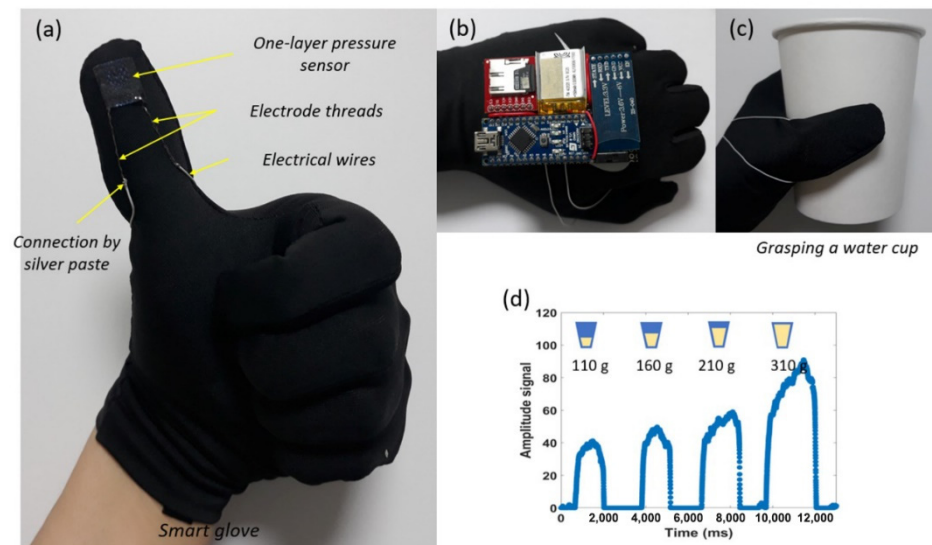 (a)
One-layer pressure
sensor
Electrode threads
Electrical wires
Connection by
silver paste
Smart glove
(b)
(c)
Grasping a water cup
(d)
120
100
80
60
40
20
0
Amplitude signal
110 g
160 g
210 g
310 g
0
2,000
4,000
6,000
8,000
10,000
12,000
Time (ms)